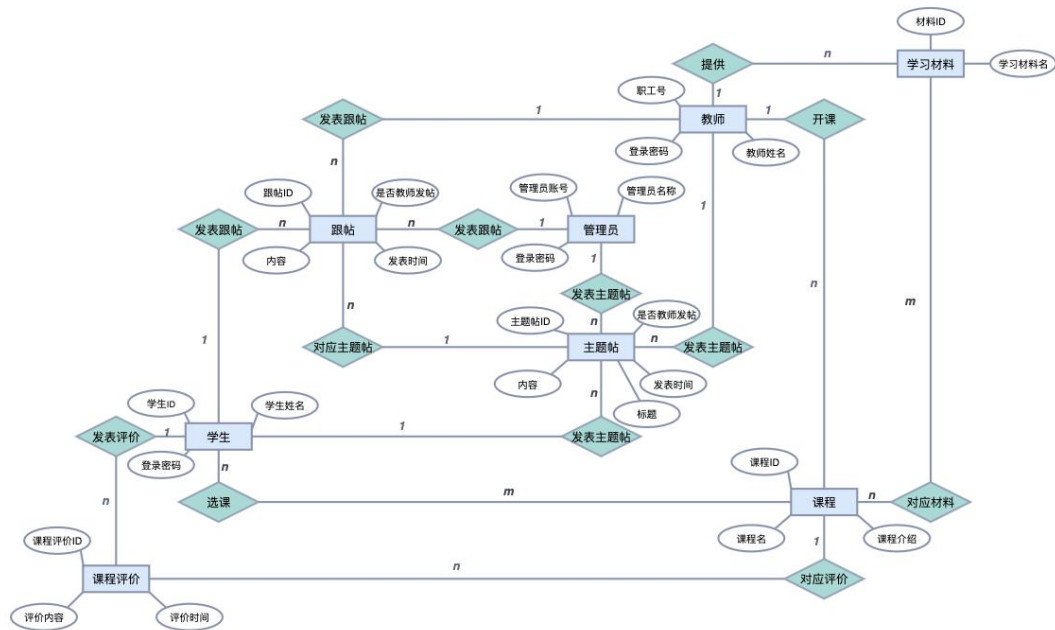 材料ID
提供
n
学习材料
学习材料名
1
职工号
发表跟帖
1
教师
1
开课
登录密码
教师姓名
n
跟帖ID
是否教师发帖
管理员账号
管理员名称
1
发表跟帖
n
跟帖
n
发表跟帖
1
管理员
内容
发表时间
登录密码
1
n
m
发表主题帖
n
主题帖ID
是否教师发帖
n
1
对应主题帖
1
主题帖
n
发表主题帖
内容
发表时间
n
标题
学生ID
学生姓名
发表评价
1
学生
1
发表主题帖
登录密码
n
课程ID
n
选课
m
课程
n
对应材料
课程评价ID
课程名
1
课程介绍
课程评价
n
对应评价
评价内容
评价时间